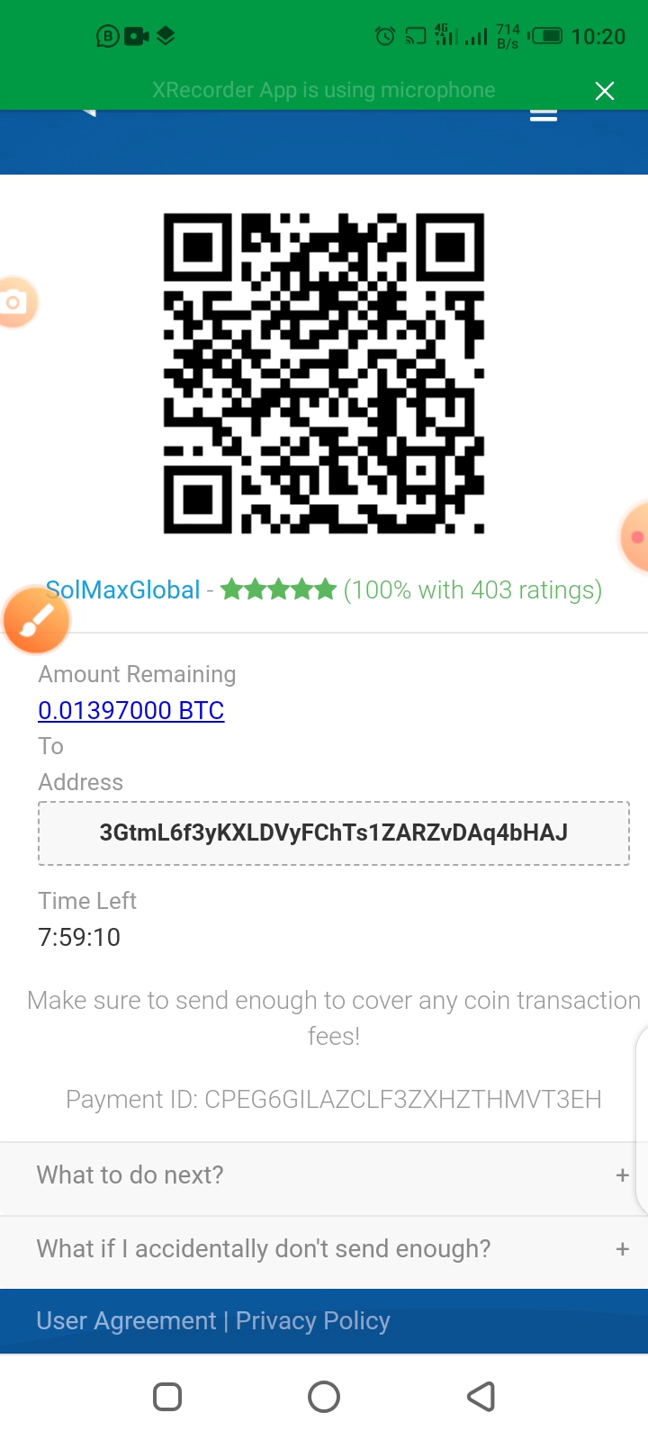 4G
714
B/s
10:20
XRecorder App is using microphone
SolMaxGlobal - (100% with 403 ratings)
Amount Remaining
0.01397000 BTC
To
Address
3GtmL6f3yKXLDVyFChTs1ZARZvDAq4bHAJ
Time Left
7:59:10
Make sure to send enough to cover any coin transaction
fees!
Payment ID: CPEG6GILAZCLF3ZXHZTHMVT3EH
What to do next? +
What if I accidentally don't send enough? +
User Agreement | Privacy Policy